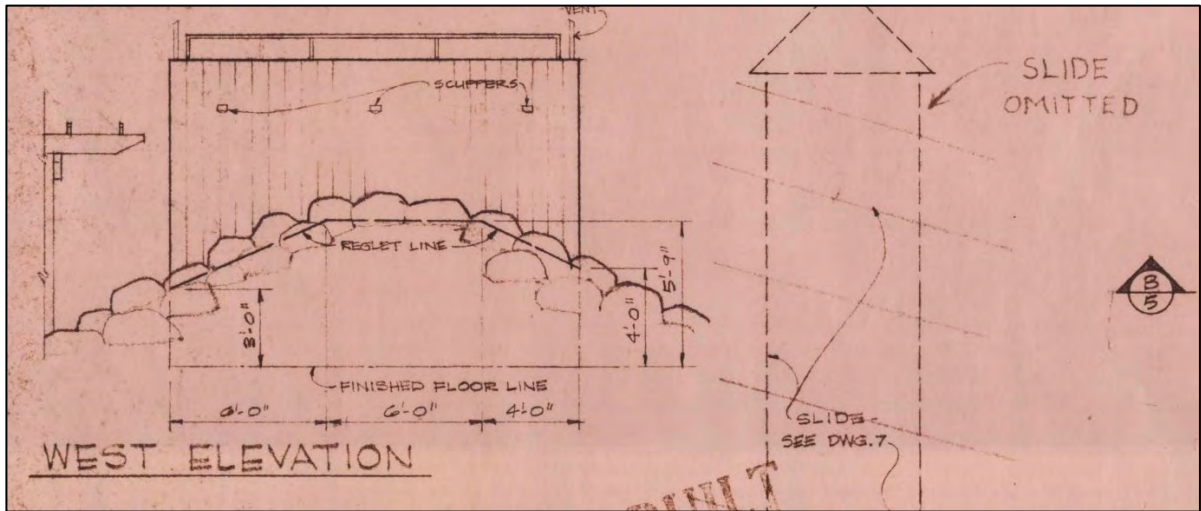 VENT
SCUPPERS
SLIDE
OMITTED
REGLET LINE
3'-0"
4'-0"
5'-9"
B
5
FINISHED FLOOR LINE
6'-0"
6'-0"
4'-0"
SLIDE
SEE DWG. 7
WEST ELEVATION
BUILT